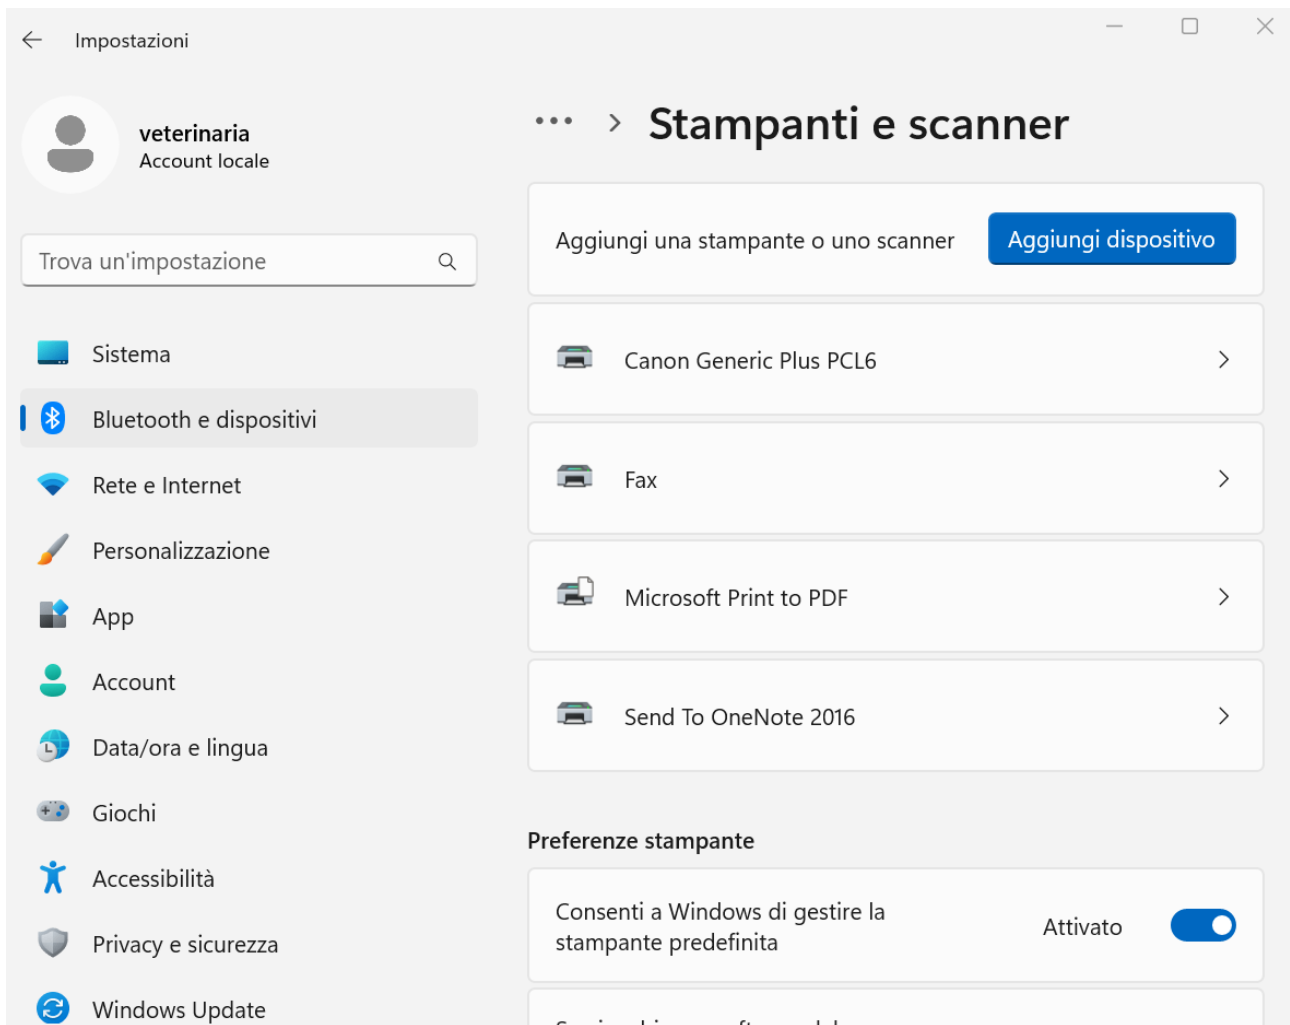 Impostazioni
veterinaria
Account locale
Trova un'impostazione
Sistema
Bluetooth e dispositivi
Rete e Internet
Personalizzazione
App
Account
Data/ora e lingua
Giochi
Accessibilità
Privacy e sicurezza
Windows Update
Stampanti e scanner
Aggiungi una stampante o uno scanner
Aggiungi dispositivo
Canon Generic Plus PCL6
Fax
Microsoft Print to PDF
Send To OneNote 2016
Preferenze stampante
Consenti a Windows di gestire la
stampante predefinita
Attivato